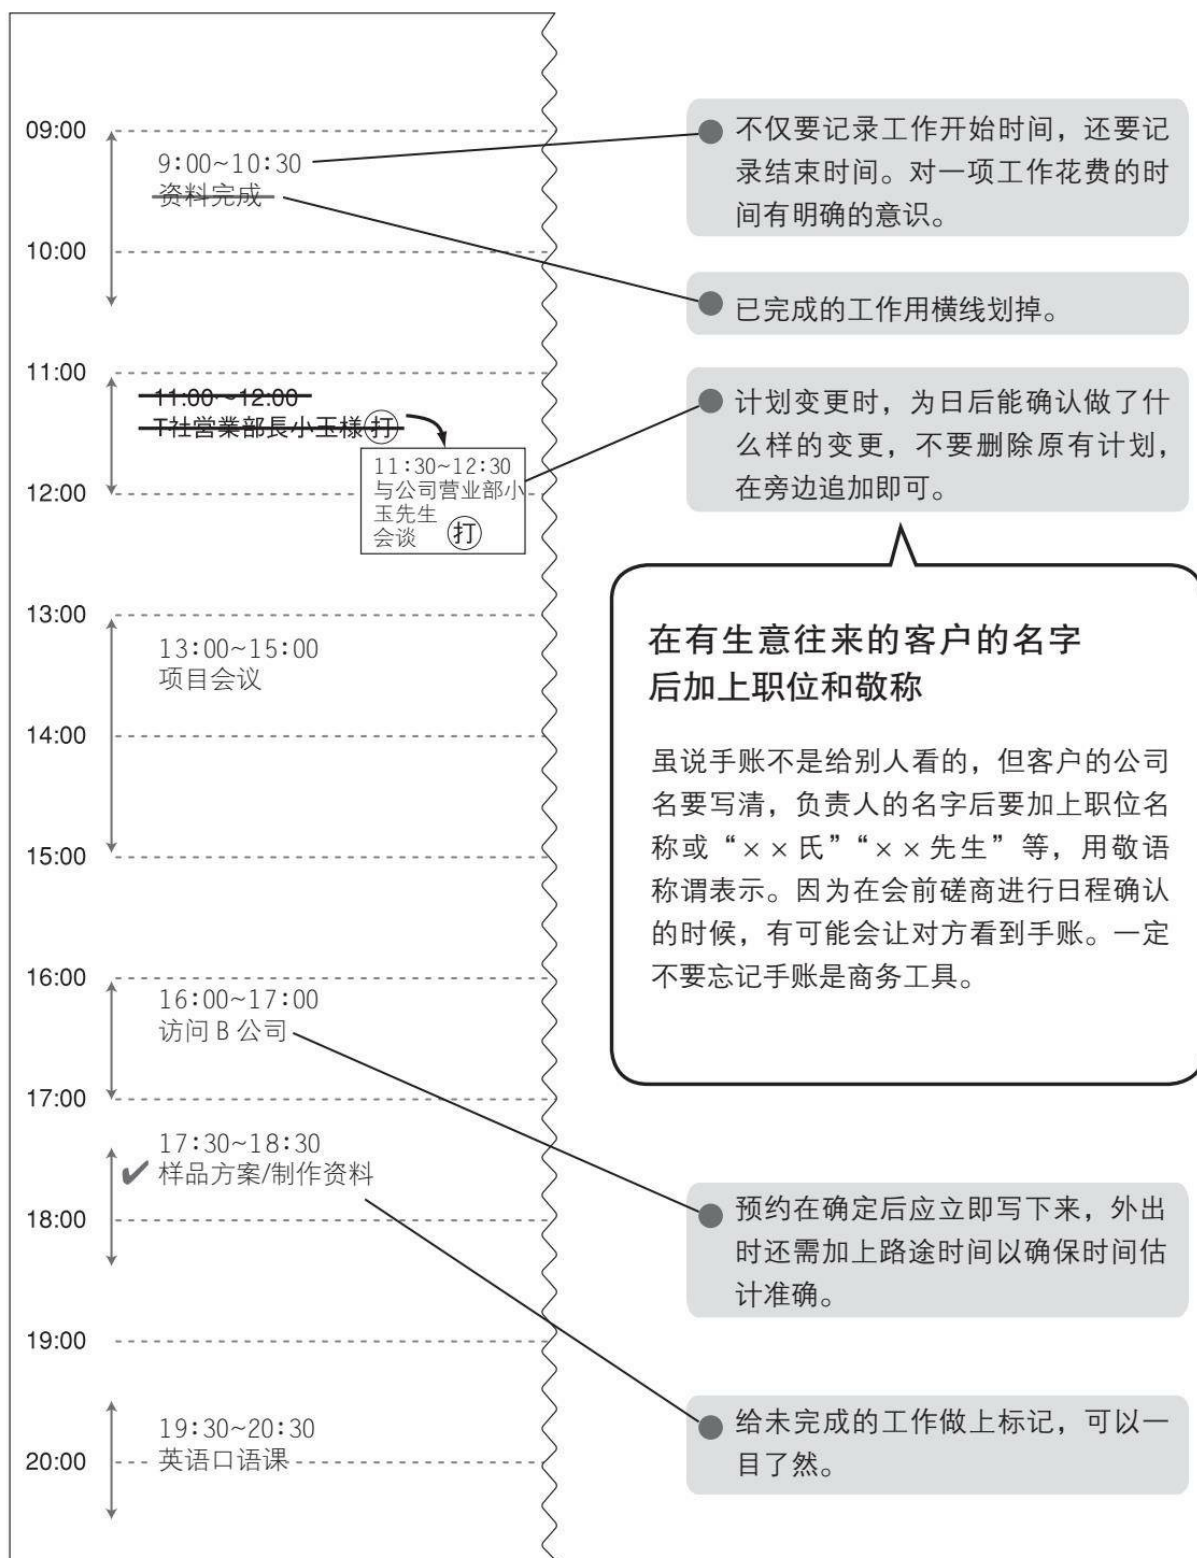 09:00
9:00~10:30
资料完成
10:00
11:00
11:00~12:00
T社営業部長小玉様 打
11:30~12:30
与公司营业部小
玉先生
会谈 打
12:00
13:00
13:00~15:00
项目会议
14:00
15:00
16:00
16:00~17:00
访问 B 公司
17:00
17:30~18:30
✔ 样品方案/制作资料
18:00
19:00
19:30~20:30
英语口语课
20:00
不仅要记录工作开始时间，还要记
录结束时间。对一项工作花费的时
间有明确的意识。
已完成的工作用横线划掉。
计划变更时，为日后能确认做了什
么样的变更，不要删除原有计划，
在旁边追加即可。
在有生意往来的客户的名字
后加上职位和敬称
虽说手账不是给别人看的，但客户的公司
名要写清，负责人的名字后要加上职位名
称或“××氏”“××先生”等，用敬语
称谓表示。因为在会前磋商进行日程确认
的时候，有可能会让对方看到手账。一定
不要忘记手账是商务工具。
预约在确定后应立即写下来，外出
时还需加上路途时间以确保时间估
计准确。
给未完成的工作做上标记，可以一
目了然。